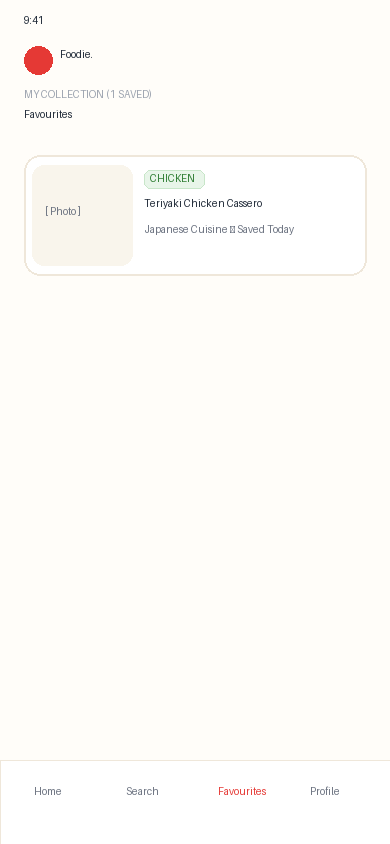 9:41
Foodie.
MY COLLECTION (1 SAVED)
Favourites
[ Photo ]
CHICKEN
Teriyaki Chicken Cassero
Japanese Cuisine Saved Today
Home Search Favourites Profile